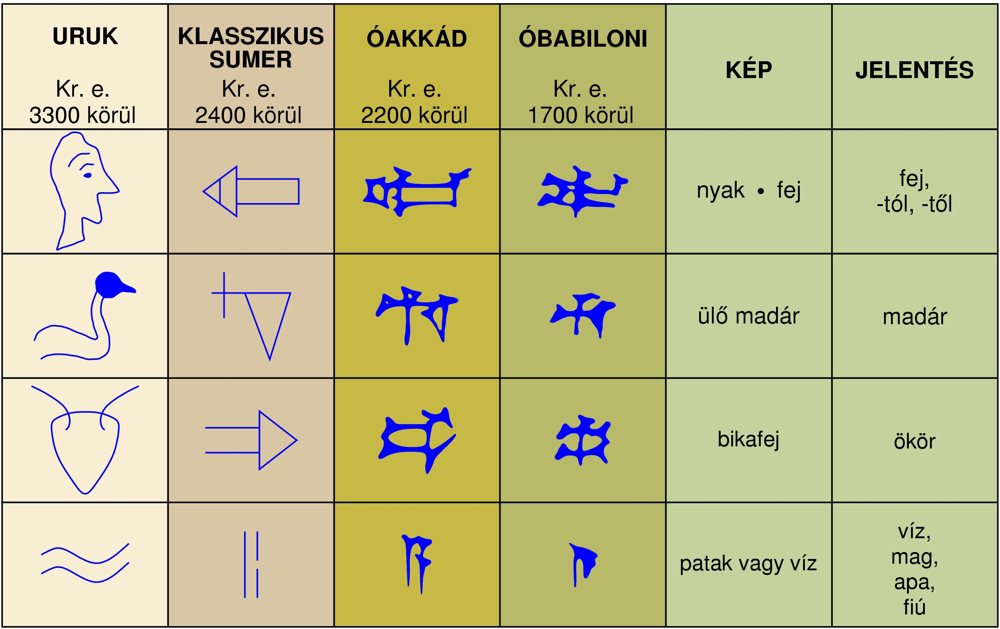 URUK
Kr. e.
3300 körül
KLASSZIKUS
SUMER
Kr. e.
2400 körül
ÓAKKÁD
Kr. e.
2200 körül
ÓBABILONI
Kr. e.
1700 körül
KÉP
JELENTÉS
nyak • fej
fej,
-tól, -től
ülő madár
madár
bikafej
ökör
patak vagy víz
víz,
mag,
apa,
fiú